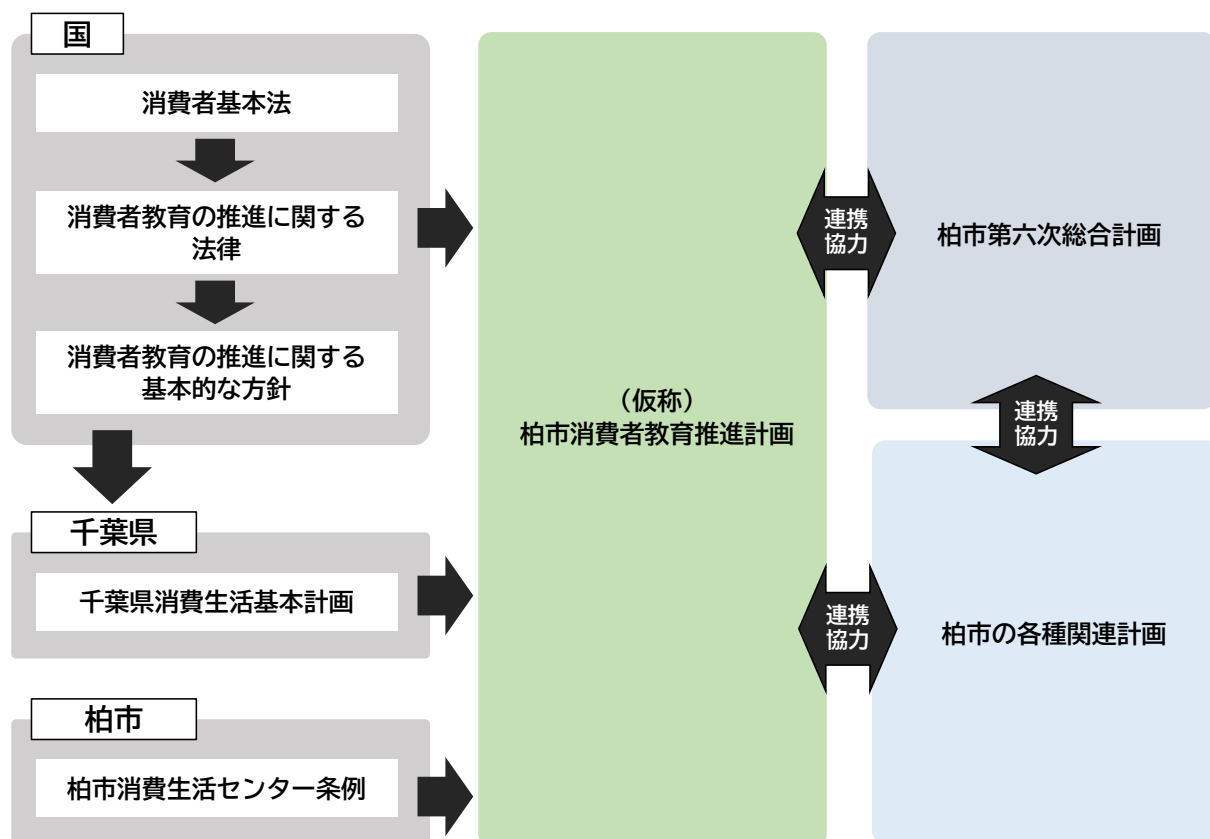 国
消費者基本法
消費者教育の推進に関する
法律
消費者教育の推進に関する
基本的な方針
千葉県
千葉県消費生活基本計画
柏市
柏市消費生活センター条例
（仮称）
柏市消費者教育推進計画
連携
協力
柏市第六次総合計画
連携
協力
連携
協力
柏市の各種関連計画